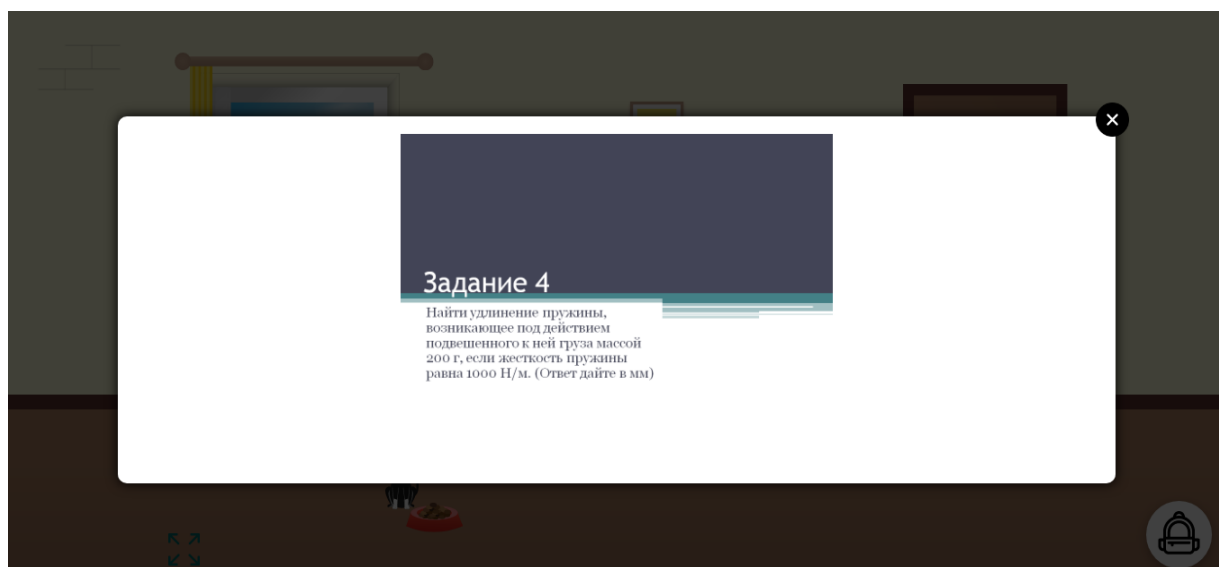 Задание 4
Найти удлинение пружины,
возникающее под действием
подвешенного к ней груза массой
200 г, если жесткость пружины
равна 1000 Н/м. (Ответ дайте в мм)